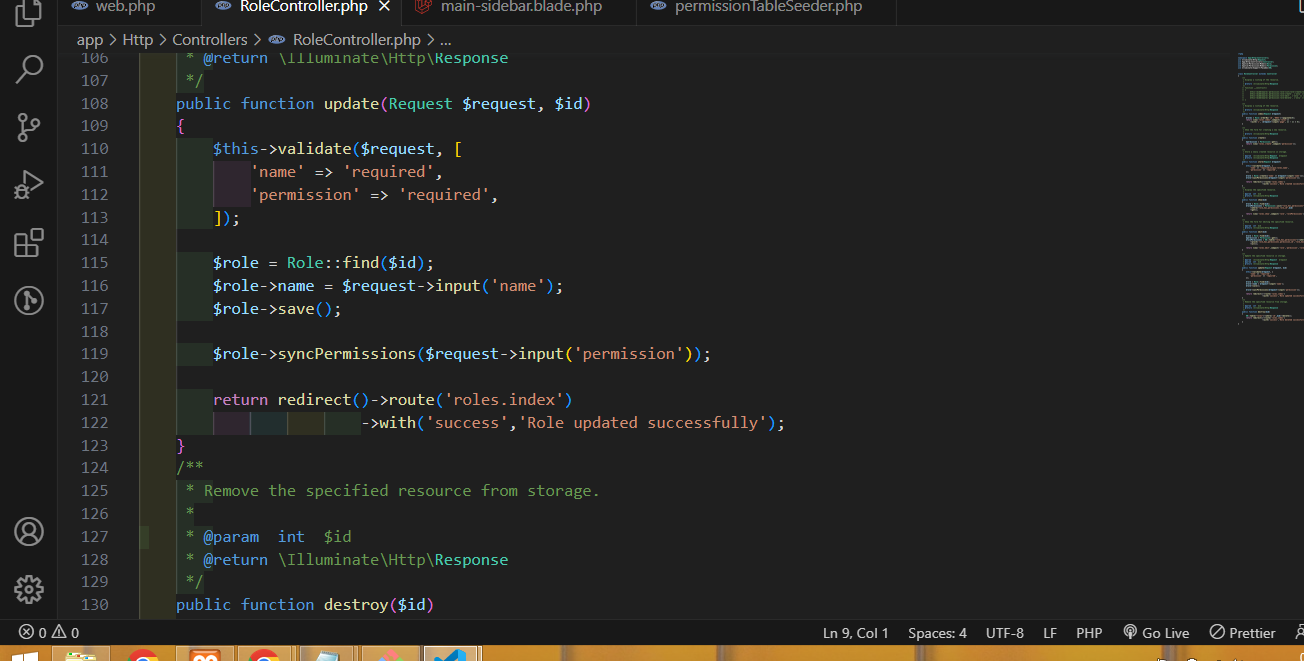 web.php RoleController.php main-sidebar.blade.php permissionTableSeeder.php
app > Http > Controllers > RoleController.php > ...
106 * @return \Illuminate\Http\Response
107 */
108 public function update(Request $request, $id)
109 {
110 $this->validate($request, [
111 'name' => 'required',
112 'permission' => 'required',
113 ]);
114
115 $role = Role::find($id);
116 $role->name = $request->input('name');
117 $role->save();
118
119 $role->syncPermissions($request->input('permission'));
120
121 return redirect()->route('roles.index')
122 ->with('success','Role updated successfully');
123 }
124 /**
125 * Remove the specified resource from storage.
126 *
127 * @param  int  $id
128 * @return \Illuminate\Http\Response
129 */
130 public function destroy($id)
0 0 Ln 9, Col 1 Spaces: 4 UTF-8 LF PHP Go Live Prettier